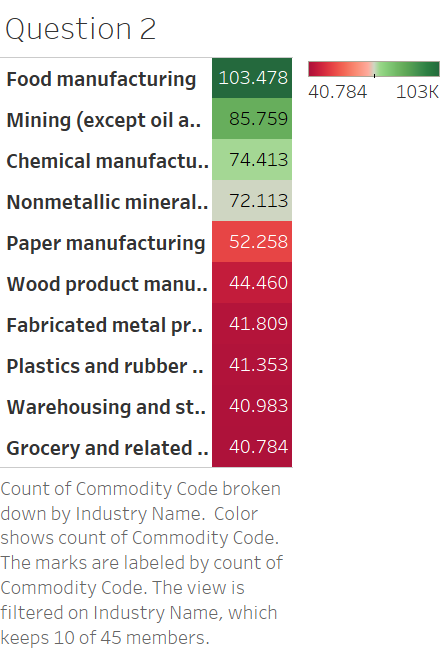 Question 2
Food manufacturing 103.478
Mining (except oil a.. 85.759
Chemical manufactu.. 74.413
Nonmetallic mineral.. 72.113
Paper manufacturing 52.258
Wood product manu.. 44.460
Fabricated metal pr.. 41.809
Plastics and rubber .. 41.353
Warehousing and st.. 40.983
Grocery and related .. 40.784
40.784 103K
Count of Commodity Code broken
down by Industry Name.  Color
shows count of Commodity Code.
The marks are labeled by count of
Commodity Code. The view is
filtered on Industry Name, which
keeps 10 of 45 members.